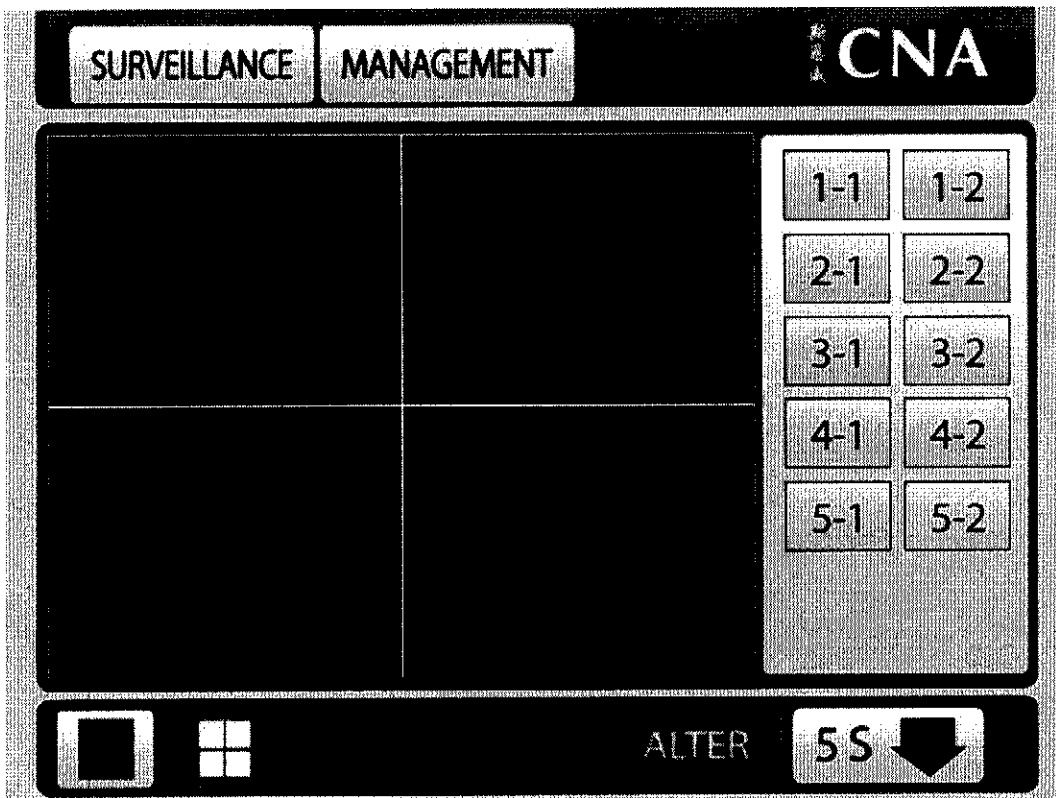 SURVEILLANCE MANAGEMENT CNA
1-1 1-2
2-1 2-2
3-1 3-2
4-1 4-2
5-1 5-2
ALTER 5 S